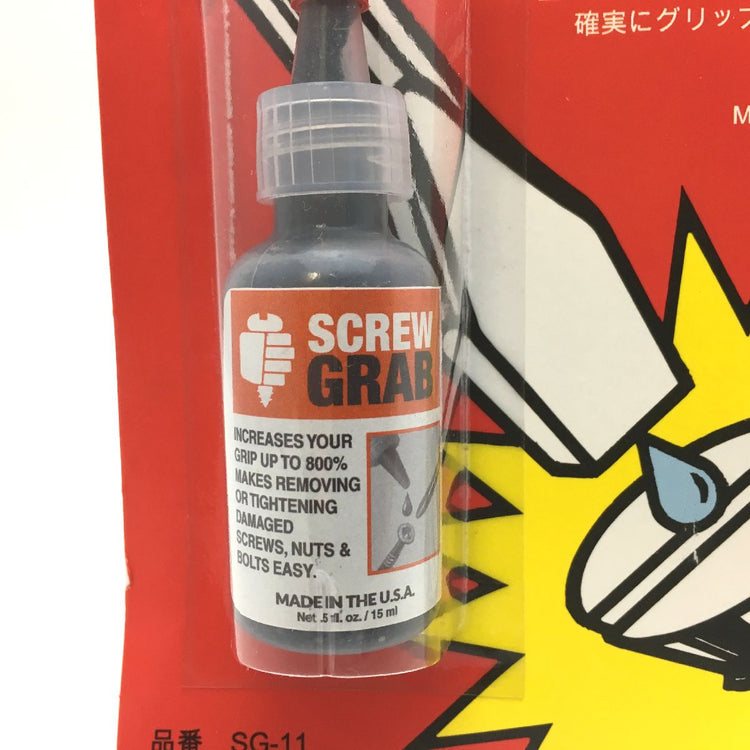 確実にグリップ
M
SCREW
GRAB
INCREASES YOUR
GRIP UP TO 800%
MAKES REMOVING
OR TIGHTENING
DAMAGED
SCREWS, NUTS &
BOLTS EASY.
MADE IN THE U.S.A.
Net .5 fl. oz. / 15 ml
品番 SG-11